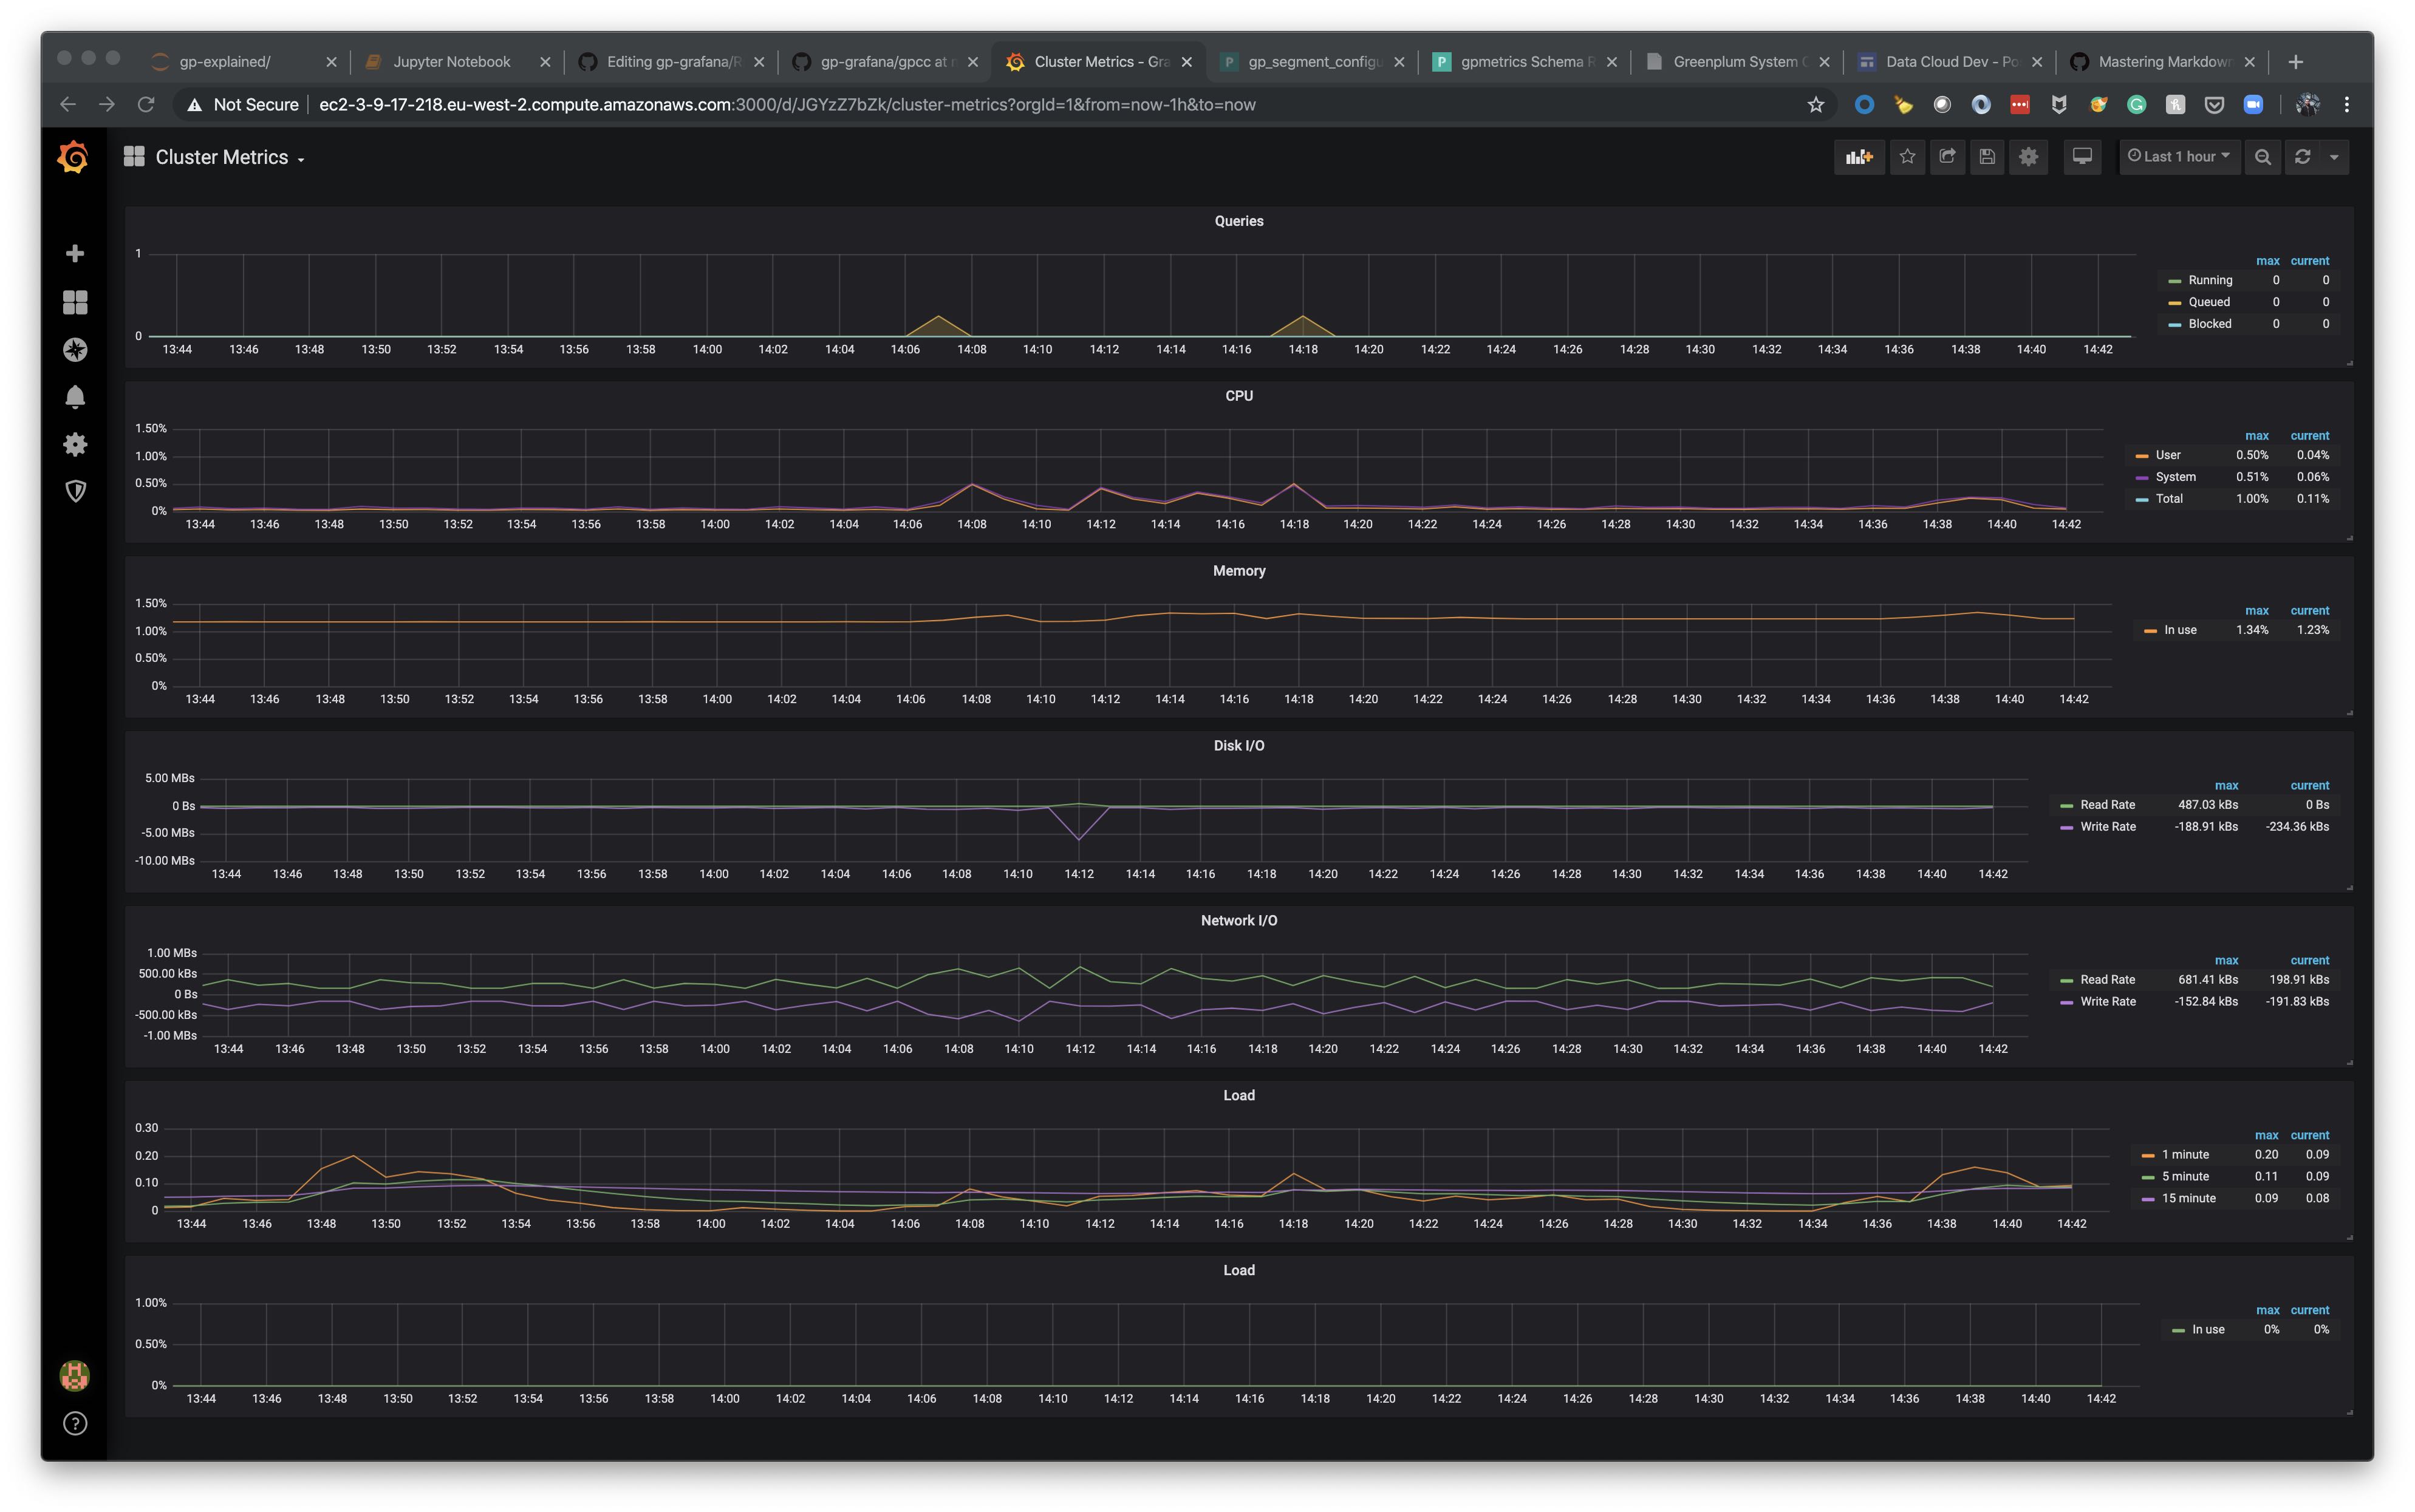 gp-explained/ Jupyter Notebook Editing gp-grafana/R gp-grafana/gpcc at Cluster Metrics - Gra gp_segment_configu gpmetrics Schema R Greenplum System Data Cloud Dev - Po Mastering Markdown
Not Secure ec2-3-9-17-218.eu-west-2.compute.amazonaws.com:3000/d/JGYzZ7bZk/cluster-metrics?orgId=1&from=now-1h&to=now
Cluster Metrics Last 1 hour
Queries
1
0
13:44 13:46 13:48 13:50 13:52 13:54 13:56 13:58 14:00 14:02 14:04 14:06 14:08 14:10 14:12 14:14 14:16 14:18 14:20 14:22 14:24 14:26 14:28 14:30 14:32 14:34 14:36 14:38 14:40 14:42
max current
Running 0 0
Queued 0 0
Blocked 0 0
CPU
1.50%
1.00%
0.50%
0%
13:44 13:46 13:48 13:50 13:52 13:54 13:56 13:58 14:00 14:02 14:04 14:06 14:08 14:10 14:12 14:14 14:16 14:18 14:20 14:22 14:24 14:26 14:28 14:30 14:32 14:34 14:36 14:38 14:40 14:42
max current
User 0.50% 0.04%
System 0.51% 0.06%
Total 1.00% 0.11%
Memory
1.50%
1.00%
0.50%
0%
13:44 13:46 13:48 13:50 13:52 13:54 13:56 13:58 14:00 14:02 14:04 14:06 14:08 14:10 14:12 14:14 14:16 14:18 14:20 14:22 14:24 14:26 14:28 14:30 14:32 14:34 14:36 14:38 14:40 14:42
max current
In use 1.34% 1.23%
Disk I/O
5.00 MBs
0 Bs
-5.00 MBs
-10.00 MBs
13:44 13:46 13:48 13:50 13:52 13:54 13:56 13:58 14:00 14:02 14:04 14:06 14:08 14:10 14:12 14:14 14:16 14:18 14:20 14:22 14:24 14:26 14:28 14:30 14:32 14:34 14:36 14:38 14:40 14:42
max current
Read Rate 487.03 kBs 0 Bs
Write Rate -188.91 kBs -234.36 kBs
Network I/O
1.00 MBs
500.00 kBs
0 Bs
-500.00 kBs
-1.00 MBs
13:44 13:46 13:48 13:50 13:52 13:54 13:56 13:58 14:00 14:02 14:04 14:06 14:08 14:10 14:12 14:14 14:16 14:18 14:20 14:22 14:24 14:26 14:28 14:30 14:32 14:34 14:36 14:38 14:40 14:42
max current
Read Rate 681.41 kBs 198.91 kBs
Write Rate -152.84 kBs -191.83 kBs
Load
0.30
0.20
0.10
0
13:44 13:46 13:48 13:50 13:52 13:54 13:56 13:58 14:00 14:02 14:04 14:06 14:08 14:10 14:12 14:14 14:16 14:18 14:20 14:22 14:24 14:26 14:28 14:30 14:32 14:34 14:36 14:38 14:40 14:42
max current
1 minute 0.20 0.09
5 minute 0.11 0.09
15 minute 0.09 0.08
Load
1.00%
0.50%
0%
13:44 13:46 13:48 13:50 13:52 13:54 13:56 13:58 14:00 14:02 14:04 14:06 14:08 14:10 14:12 14:14 14:16 14:18 14:20 14:22 14:24 14:26 14:28 14:30 14:32 14:34 14:36 14:38 14:40 14:42
max current
In use 0% 0%